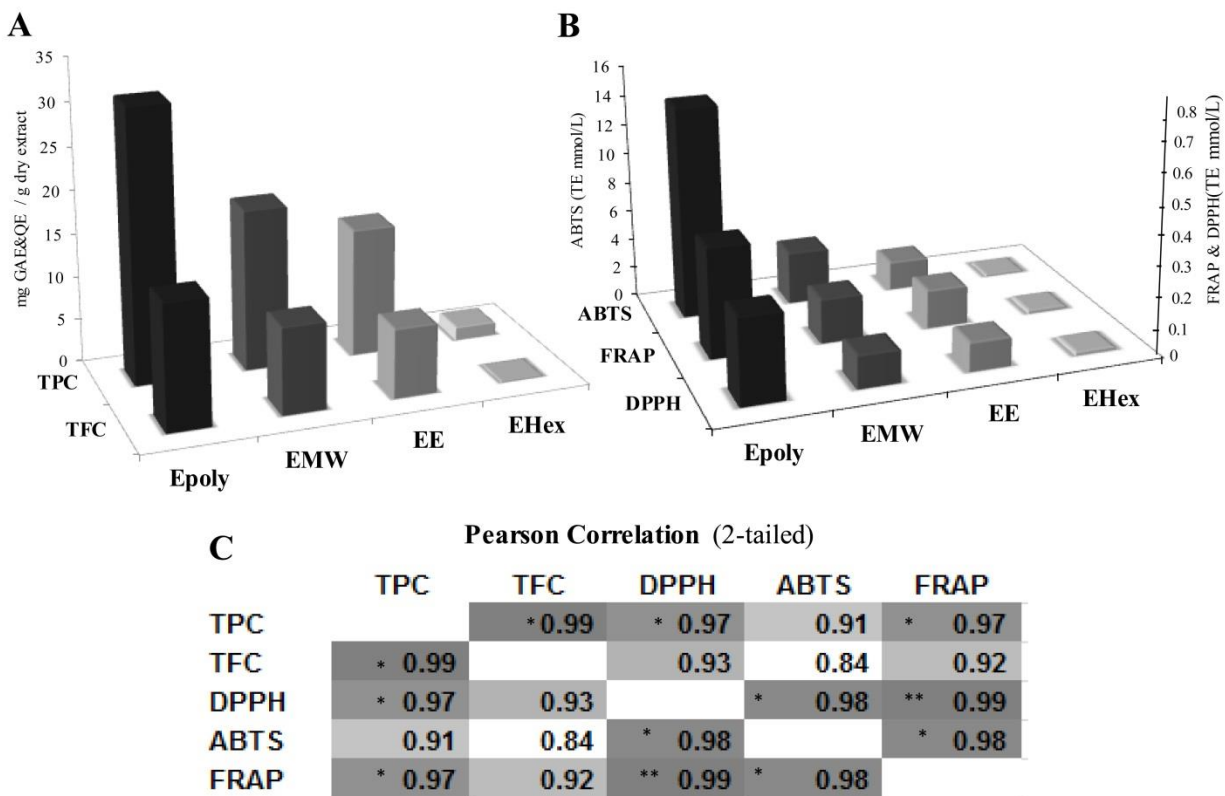 A
mg GAE&QE / g dry extract
35
30
25
20
15
10
5
0
TPC
TFC
Epoly
EMW
EE
EHex
B
ABTS (TE mmol/L)
16
14
12
10
8
6
4
2
0
ABTS
FRAP
DPPH
Epoly
EMW
EE
EHex
0.8
0.7
0.6
0.5
0.4
0.3
0.2
0.1
0
FRAP & DPPH(TE mmol/L)
C
Pearson Correlation (2-tailed)
TPC TFC DPPH ABTS FRAP
TPC * 0.99 * 0.97 0.91 * 0.97
TFC * 0.99 0.93 0.84 0.92
DPPH * 0.97 0.93 * 0.98 ** 0.99
ABTS 0.91 0.84 * 0.98 * 0.98
FRAP * 0.97 0.92 ** 0.99 * 0.98